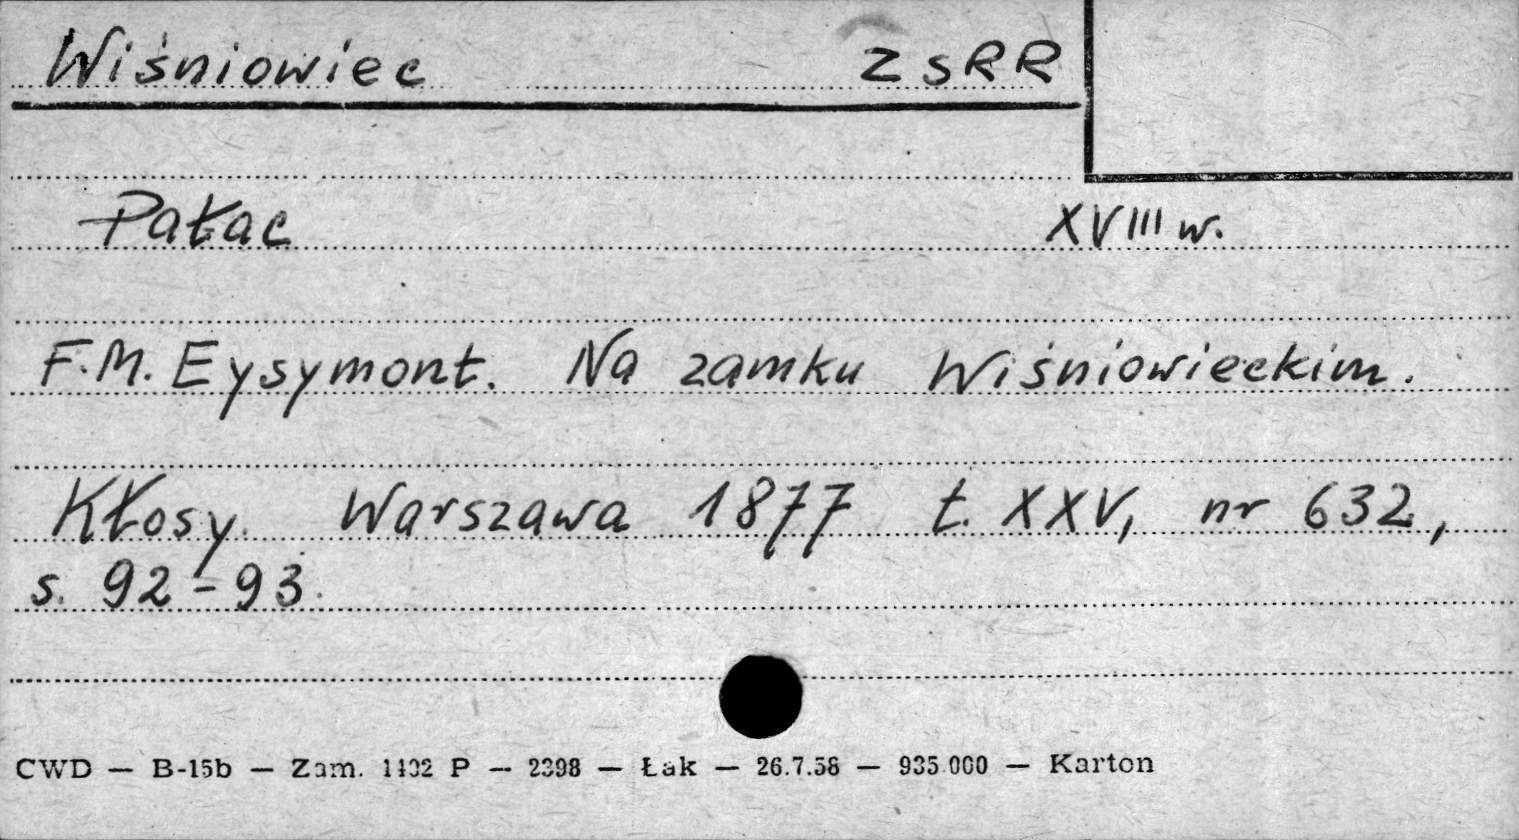 Wiśniowiec ZSRR
Pałac XVIII w.
F.M. Eysymont. Na zamku Wiśniowieckim.
Kłosy. Warszawa 1877 t. XXV, nr 632,
s. 92-93.
CWD — B-15b — Zam. 1102 P — 2398 — Łak — 26.7.58 — 935.000 — Karton